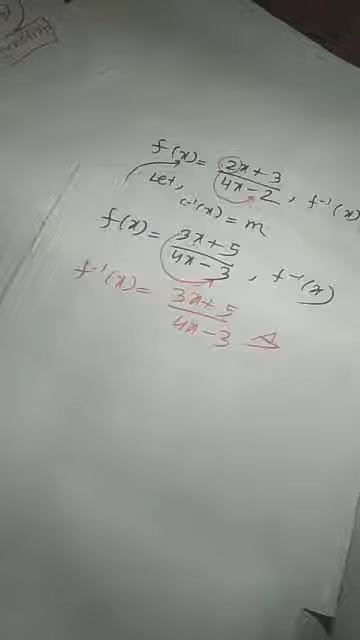 f(x) = 2x + 3 / 4x - 2 , f⁻¹(x)
Let, f⁻¹(x) = m
f(x) = 3x + 5 / 4x - 3 , f⁻¹(x)
f⁻¹(x) = 3x + 5 / 4x - 3